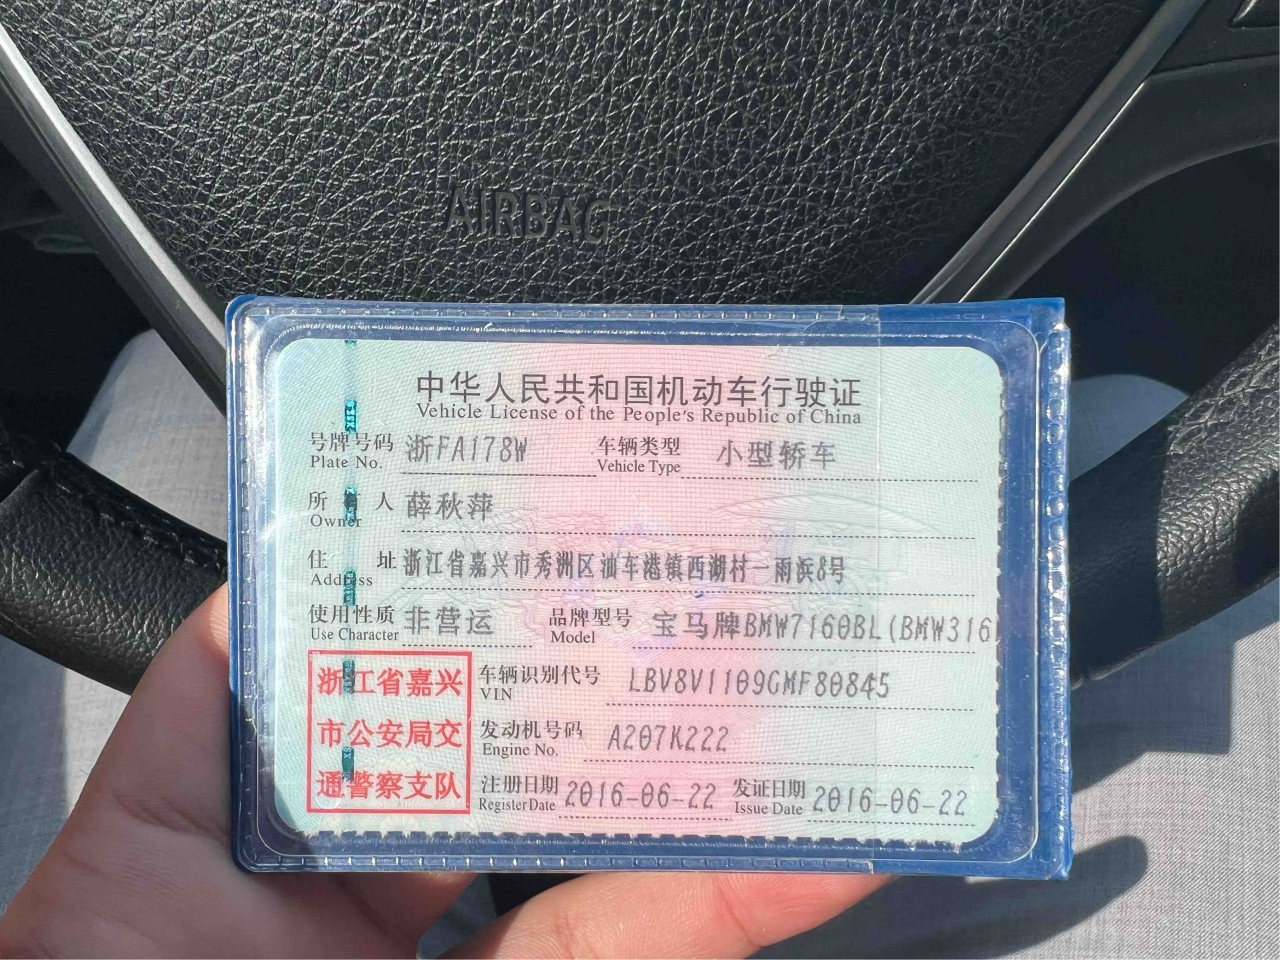 AIRBAG
中华人民共和国机动车行驶证
Vehicle License of the People's Republic of China
号牌号码 浙FA178W 车辆类型 小型轿车
Plate No. Vehicle Type
所有人 薛秋萍
Owner
住址 浙江省嘉兴市秀洲区油车港镇西湖村一雨浜8号
Address
使用性质 非营运 品牌型号 宝马牌BMW7160BL(BMW316
Use Character Model
浙江省嘉兴
市公安局交
通警察支队
车辆识别代号 LBV8V1109GMF80845
VIN
发动机号码 A207K222
Engine No.
注册日期 2016-06-22 发证日期 2016-06-22
Register Date Issue Date